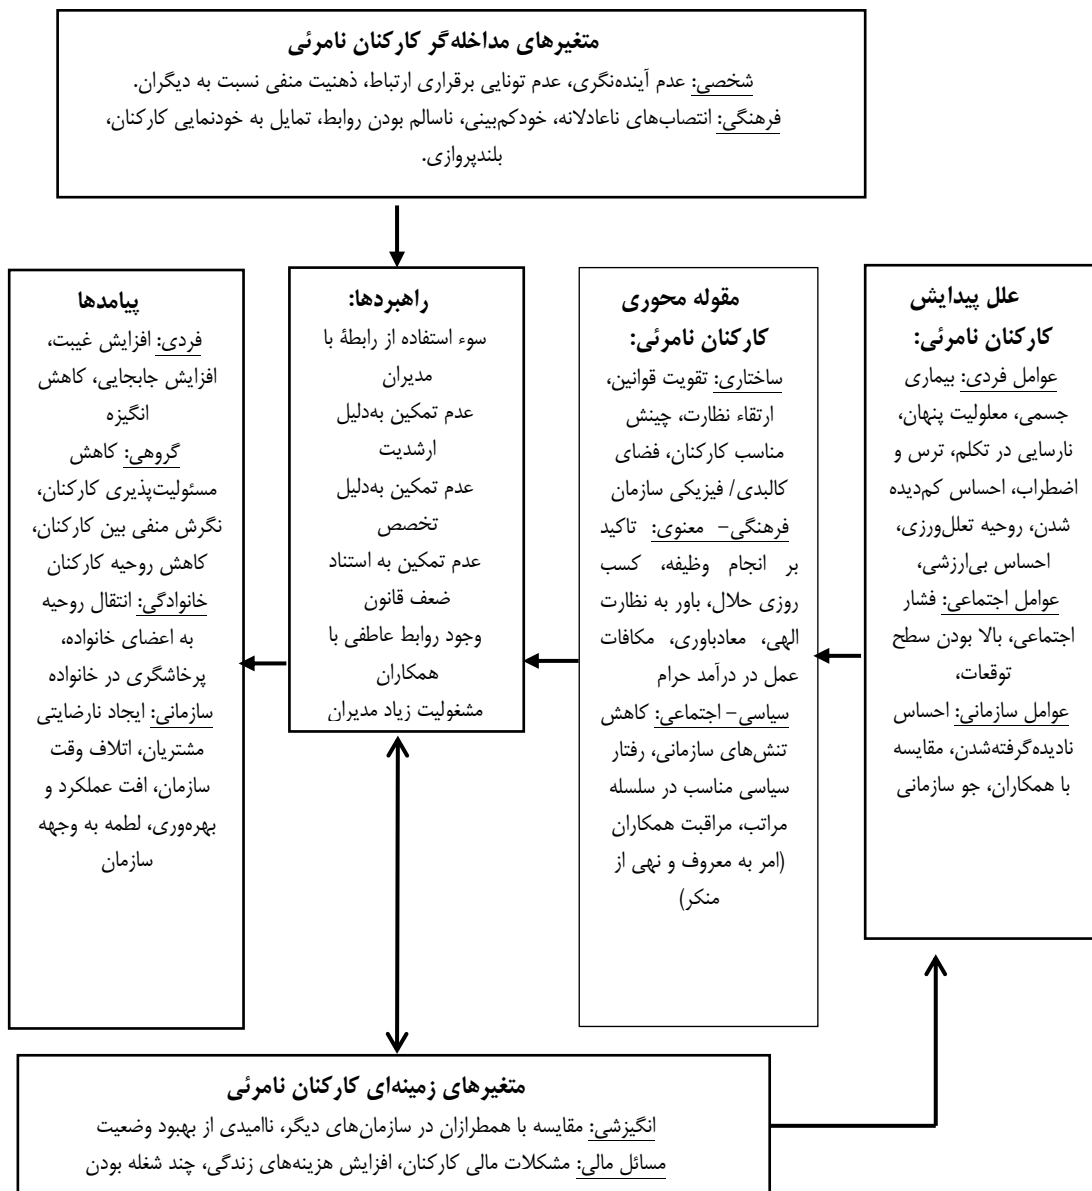 متغیرهای مداخله‌گر کارکنان نامرئی
شخصی: عدم آینده‌نگری، عدم تونایی برقراری ارتباط، ذهنیت منفی نسبت به دیگران.
فرهنگی: انتصاب‌های ناعادلانه، خودکم‌بینی، ناسالم بودن روابط، تمایل به خودنمایی کارکنان،
بلندپروازی.
علل پیدایش
کارکنان نامرئی:
عوامل فردی: بیماری
جسمی، معلولیت پنهان،
نارسایی در تکلم، ترس و
اضطراب، احساس کم‌دیده
شدن، روحیه تعلل‌ورزی،
احساس بی‌ارزشی،
عوامل اجتماعی: فشار
اجتماعی، بالا بودن سطح
توقعات،
عوامل سازمانی: احساس
نادیده‌گرفته‌شدن، مقایسه
با همکاران، جو سازمانی
مقوله محوری
کارکنان نامرئی:
ساختاری: تقویت قوانین،
ارتقاء نظارت، چینش
مناسب کارکنان، فضای
کالبدی/ فیزیکی سازمان
فرهنگی- معنوی: تاکید
بر انجام وظیفه، کسب
روزی حلال، باور به نظارت
الهی، معادباوری، مکافات
عمل در درآمد حرام
سیاسی- اجتماعی: کاهش
تنش‌های سازمانی، رفتار
سیاسی مناسب در سلسله
مراتب، مراقبت همکاران
(امر به معروف و نهی از
منکر)
راهبردها:
سوء استفاده از رابطهٔ با
مدیران
عدم تمکین به‌دلیل
ارشدیت
عدم تمکین به‌دلیل
تخصص
عدم تمکین به استناد
ضعف قانون
وجود روابط عاطفی با
همکاران
مشغولیت زیاد مدیران
پیامدها
فردی: افزایش غیبت،
افزایش جابجایی، کاهش
انگیزه
گروهی: کاهش
مسئولیت‌پذیری کارکنان،
نگرش منفی بین کارکنان،
کاهش روحیه کارکنان
خانوادگی: انتقال روحیه
به اعضای خانواده،
پرخاشگری در خانواده
سازمانی: ایجاد نارضایتی
مشتریان، اتلاف وقت
سازمان، افت عملکرد و
بهره‌وری، لطمه به وجهه
سازمان
متغیرهای زمینه‌ای کارکنان نامرئی
انگیزشی: مقایسه با همطرازان در سازمان‌های دیگر، ناامیدی از بهبود وضعیت
مسائل مالی: مشکلات مالی کارکنان، افزایش هزینه‌های زندگی، چند شغله بودن